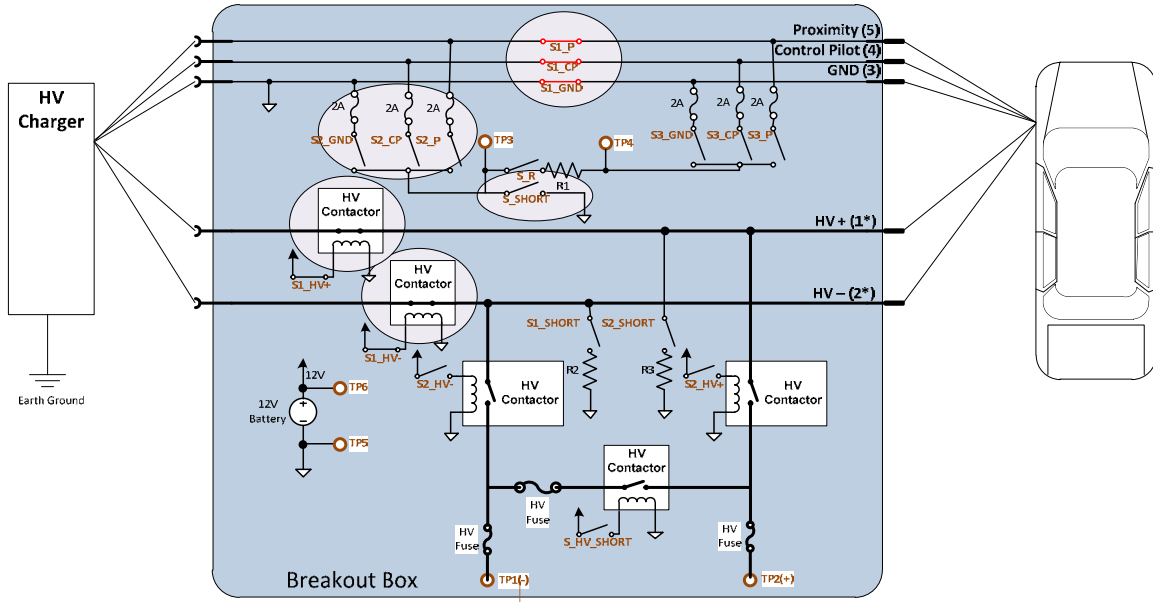 Proximity (5)
S1_P
Control Pilot (4)
S1_CP
GND (3)
S1_GND
HV
Charger
2A
2A
2A
2A
2A
2A
S2_GND
S2_CP
S2_P
TP3
TP4
S3_GND
S3_CP
S3_P
S_R
R1
S_SHORT
HV
Contactor
HV + (1*)
S1_HV+
HV
Contactor
HV – (2*)
S1_SHORT
S2_SHORT
S1_HV-
S2_HV-
HV
Contactor
R2
R3
S2_HV+
HV
Contactor
12V
TP6
12V
Battery
TP5
Earth Ground
HV
Contactor
HV
Fuse
HV
Fuse
S_HV_SHORT
HV
Fuse
Breakout Box
TP1(-)
TP2(+)